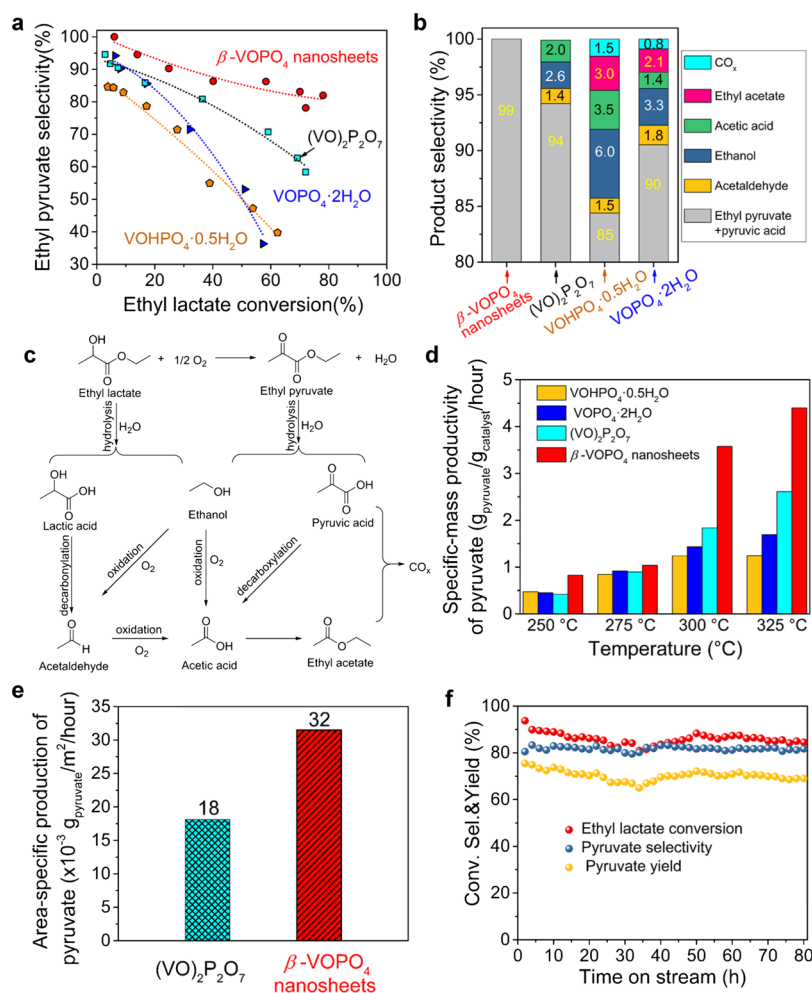 a
Ethyl pyruvate selectivity(%)
100
90
80
70
60
50
40
30
β-VOPO4 nanosheets
(VO)2P2O7
VOPO4·2H2O
VOHPO4·0.5H2O
0 20 40 60 80 100
Ethyl lactate conversion(%)
b
Product selectivity (%)
100
95
90
85
80
99
2.0
2.6
1.4
94
1.5
3.0
3.5
6.0
1.5
85
0.8
2.1
1.4
3.3
1.8
90
β-VOPO4
nanosheets
(VO)2P2O7
VOHPO4·0.5H2O
VOPO4·2H2O
COx
Ethyl acetate
Acetic acid
Ethanol
Acetaldehyde
Ethyl pyruvate
+pyruvic acid
c
OH
O
O
+ 1/2 O2
O
O
O
+ H2O
Ethyl lactate
Ethyl pyruvate
hydrolysis
H2O
hydrolysis
H2O
OH
OH
O
Lactic acid
OH
Ethanol
O
OH
O
Pyruvic acid
decarbonylation
oxidation
O2
oxidation
O2
decarboxylation
COx
O
H
Acetaldehyde
oxidation
O2
O
OH
Acetic acid
O
O
Ethyl acetate
d
Specific-mass productivity
of pyruvate (gpyruvate/gcatalyst/hour)
5
4
3
2
1
0
VOHPO4·0.5H2O
VOPO4·2H2O
(VO)2P2O7
β-VOPO4 nanosheets
250 °C 275 °C 300 °C 325 °C
Temperature (°C)
e
Area-specific production of
pyruvate (x10-3 gpyruvate/m2/hour)
35
30
25
20
15
10
5
0
18
32
(VO)2P2O7
β-VOPO4
nanosheets
f
Conv. Sel.&Yield (%)
100
80
60
40
20
0
Ethyl lactate conversion
Pyruvate selectivity
Pyruvate yield
0 10 20 30 40 50 60 70 80
Time on stream (h)